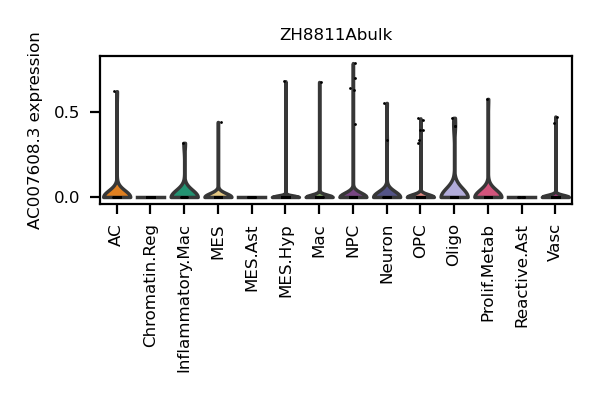 ZH8811Abulk
AC007608.3 expression
0.5
0.0
AC
Chromatin.Reg
Inflammatory.Mac
MES
MES.Ast
MES.Hyp
Mac
NPC
Neuron
OPC
Oligo
Prolif.Metab
Reactive.Ast
Vasc